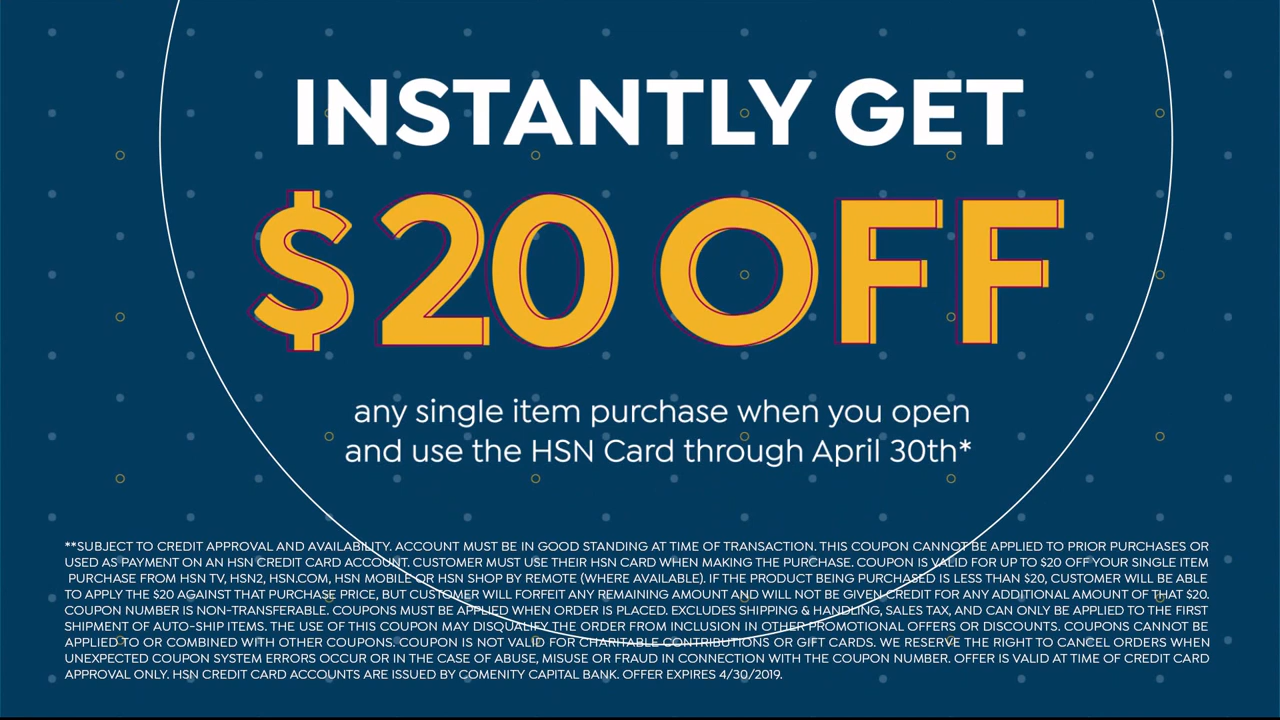 INSTANTLY GET
$20 OFF
any single item purchase when you open
and use the HSN Card through April 30th*
**SUBJECT TO CREDIT APPROVAL AND AVAILABILITY. ACCOUNT MUST BE IN GOOD STANDING AT TIME OF TRANSACTION. THIS COUPON CANNOT BE APPLIED TO PRIOR PURCHASES OR
USED AS PAYMENT ON AN HSN CREDIT CARD ACCOUNT. CUSTOMER MUST USE THEIR HSN CARD WHEN MAKING THE PURCHASE. COUPON IS VALID FOR UP TO $20 OFF YOUR SINGLE ITEM
PURCHASE FROM HSN TV, HSN2, HSN.COM, HSN MOBILE OR HSN SHOP BY REMOTE (WHERE AVAILABLE). IF THE PRODUCT BEING PURCHASED IS LESS THAN $20, CUSTOMER WILL BE ABLE
TO APPLY THE $20 AGAINST THAT PURCHASE PRICE, BUT CUSTOMER WILL FORFEIT ANY REMAINING AMOUNT AND WILL NOT BE GIVEN CREDIT FOR ANY ADDITIONAL AMOUNT OF THAT $20.
COUPON NUMBER IS NON-TRANSFERABLE. COUPONS MUST BE APPLIED WHEN ORDER IS PLACED. EXCLUDES SHIPPING & HANDLING, SALES TAX, AND CAN ONLY BE APPLIED TO THE FIRST
SHIPMENT OF AUTO-SHIP ITEMS. THE USE OF THIS COUPON MAY DISQUALIFY THE ORDER FROM INCLUSION IN OTHER PROMOTIONAL OFFERS OR DISCOUNTS. COUPONS CANNOT BE
APPLIED TO OR COMBINED WITH OTHER COUPONS. COUPON IS NOT VALID FOR CHARITABLE CONTRIBUTIONS OR GIFT CARDS. WE RESERVE THE RIGHT TO CANCEL ORDERS WHEN
UNEXPECTED COUPON SYSTEM ERRORS OCCUR OR IN THE CASE OF ABUSE, MISUSE OR FRAUD IN CONNECTION WITH THE COUPON NUMBER. OFFER IS VALID AT TIME OF CREDIT CARD
APPROVAL ONLY. HSN CREDIT CARD ACCOUNTS ARE ISSUED BY COMENITY CAPITAL BANK. OFFER EXPIRES 4/30/2019.